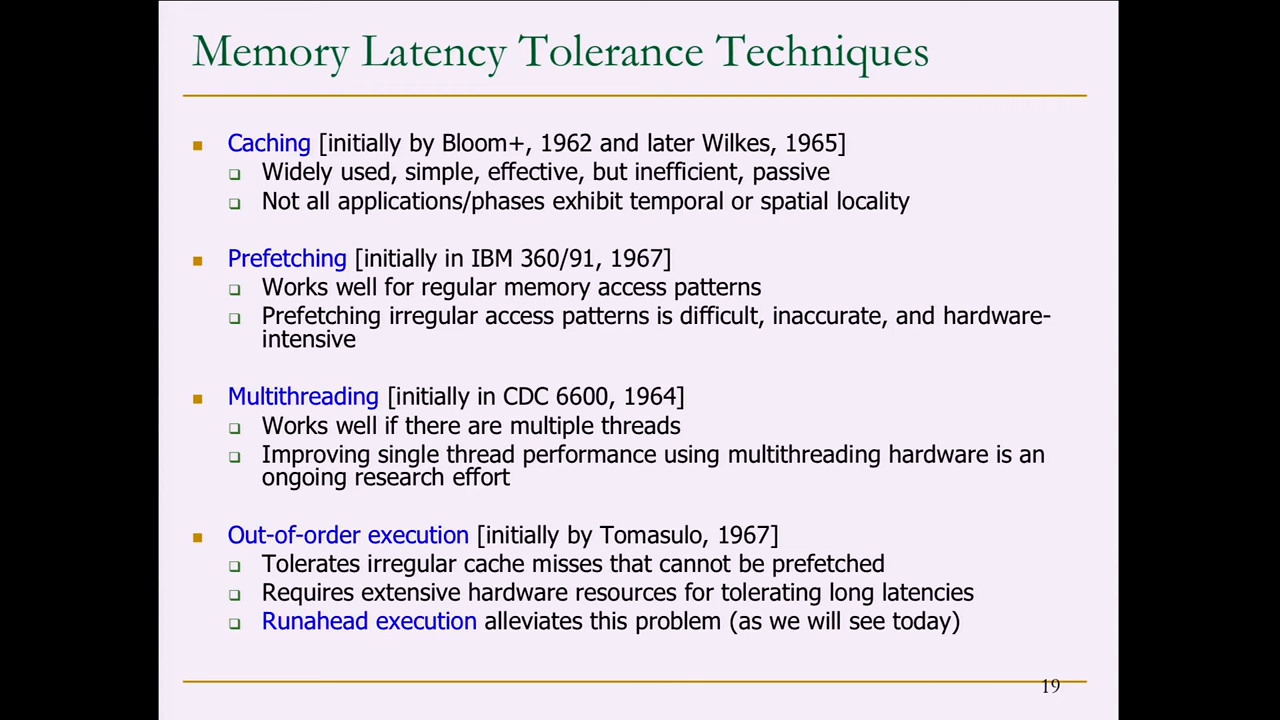 Memory Latency Tolerance Techniques
Caching [initially by Bloom+, 1962 and later Wilkes, 1965]
Widely used, simple, effective, but inefficient, passive
Not all applications/phases exhibit temporal or spatial locality
Prefetching [initially in IBM 360/91, 1967]
Works well for regular memory access patterns
Prefetching irregular access patterns is difficult, inaccurate, and hardware-
intensive
Multithreading [initially in CDC 6600, 1964]
Works well if there are multiple threads
Improving single thread performance using multithreading hardware is an
ongoing research effort
Out-of-order execution [initially by Tomasulo, 1967]
Tolerates irregular cache misses that cannot be prefetched
Requires extensive hardware resources for tolerating long latencies
Runahead execution alleviates this problem (as we will see today)
19